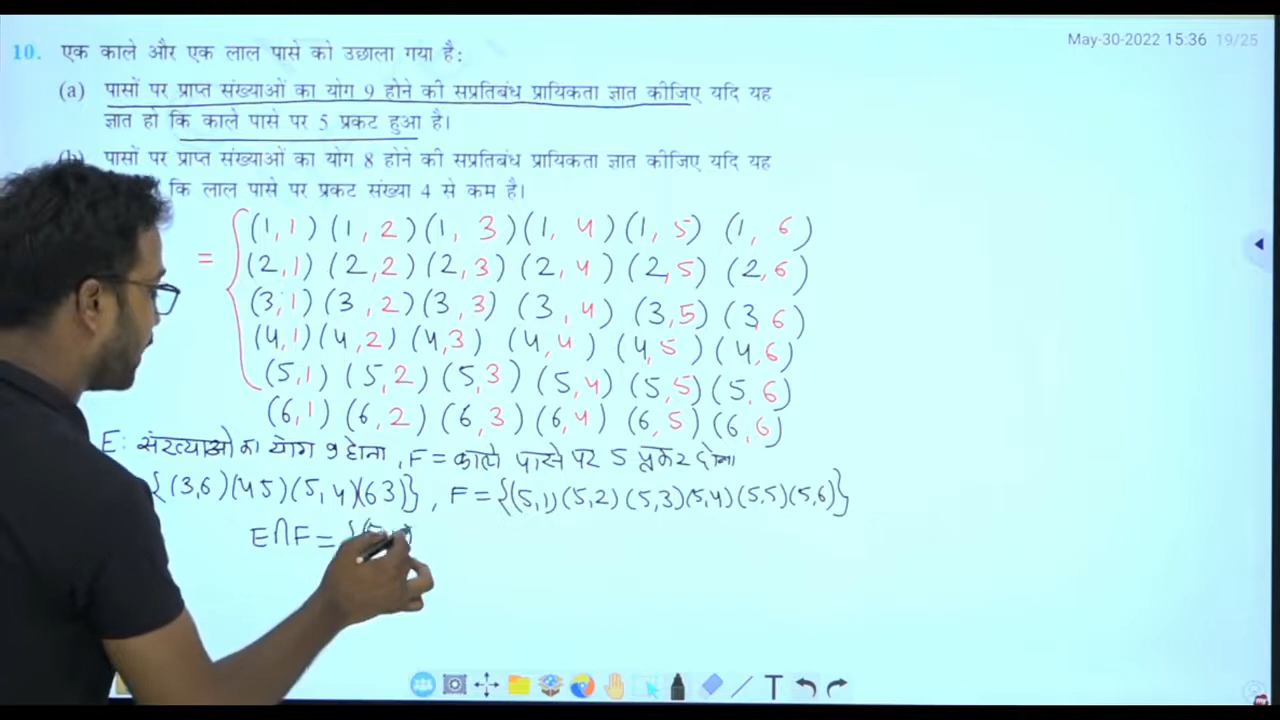 May-30-2022 15:36 19/25
10. एक काले और एक लाल पासे को उछाला गया है:
(a) पासों पर प्राप्त संख्याओं का योग 9 होने की सप्रतिबंध प्रायिकता ज्ञात कीजिए यदि यह
ज्ञात हो कि काले पासे पर 5 प्रकट हुआ है।
(b) पासों पर प्राप्त संख्याओं का योग 8 होने की सप्रतिबंध प्रायिकता ज्ञात कीजिए यदि यह
कि लाल पासे पर प्रकट संख्या 4 से कम है।
(1,1) (1,2) (1,3) (1,4) (1,5) (1,6)
= { (2,1) (2,2) (2,3) (2,4) (2,5) (2,6)
(3,1) (3,2) (3,3) (3,4) (3,5) (3,6)
(4,1) (4,2) (4,3) (4,4) (4,5) (4,6)
(5,1) (5,2) (5,3) (5,4) (5,5) (5,6)
(6,1) (6,2) (6,3) (6,4) (6,5) (6,6)
E: संख्याओ का योग 9 होना, F = काले पासे पर 5 प्रकट होना
{(3,6)(45)(5,4)(63)}, F = {(5,1)(5,2)(5,3)(5,4)(5,5)(5,6)}
E∩F = {(5